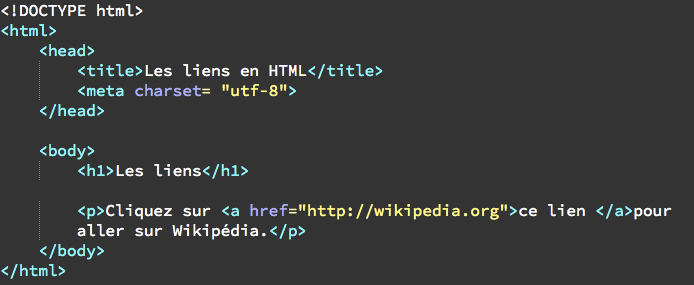 <!DOCTYPE html>
<html>
<head>
<title>Les liens en HTML</title>
<meta charset= "utf-8">
</head>
<body>
<h1>Les liens</h1>
<p>Cliquez sur <a href="http://wikipedia.org">ce lien </a>pour
aller sur Wikipédia.</p>
</body>
</html>